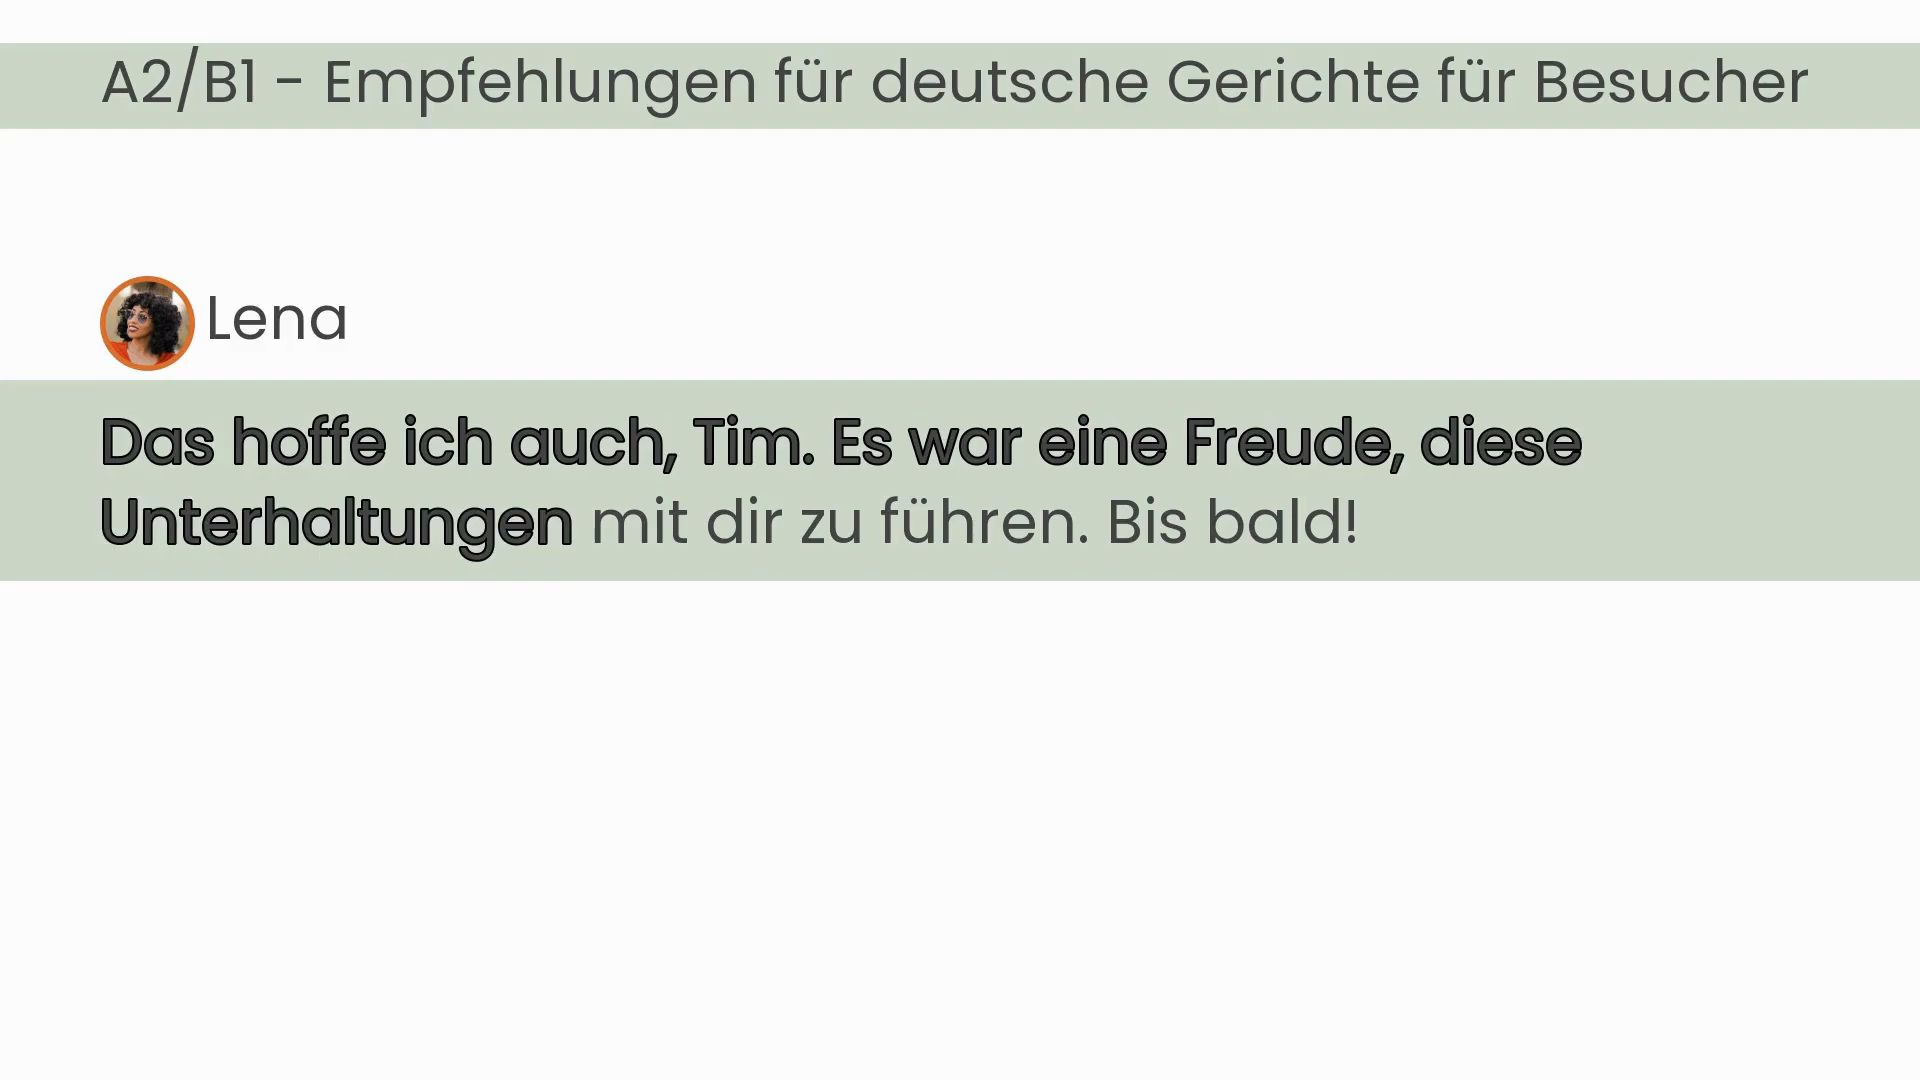 A2/B1 - Empfehlungen für deutsche Gerichte für Besucher
Lena
Das hoffe ich auch, Tim. Es war eine Freude, diese
Unterhaltungen mit dir zu führen. Bis bald!